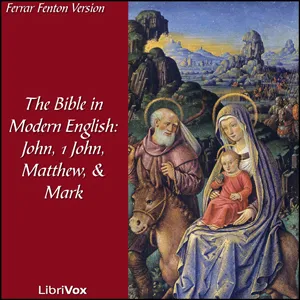 Ferrar Fenton Version
The Bible in
Modern English:
John, 1 John,
Matthew, &
Mark
LibriVox